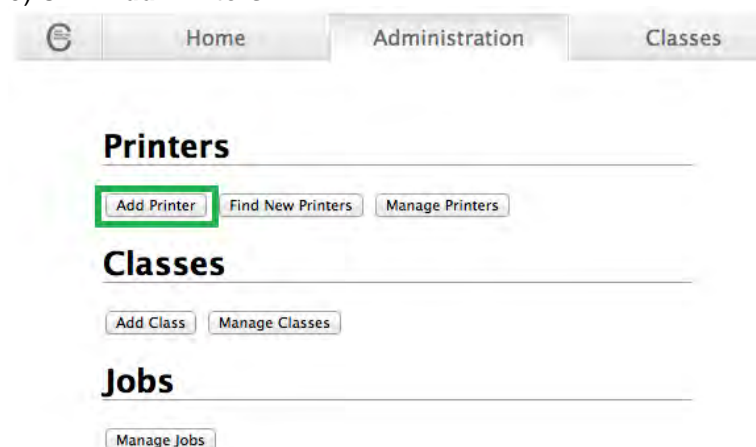 Home Administration Classes
Printers
Add Printer Find New Printers Manage Printers
Classes
Add Class Manage Classes
Jobs
Manage Jobs